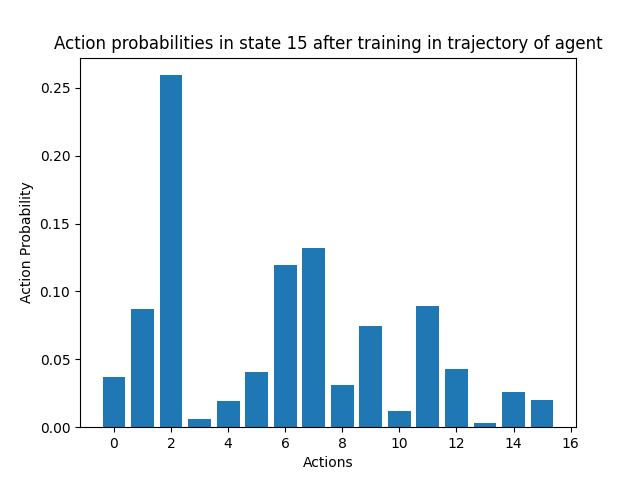 Action probabilities in state 15 after training in trajectory of agent
0.25
0.20
0.15
0.10
0.05
0.00
Action Probability
0 2 4 6 8 10 12 14 16
Actions